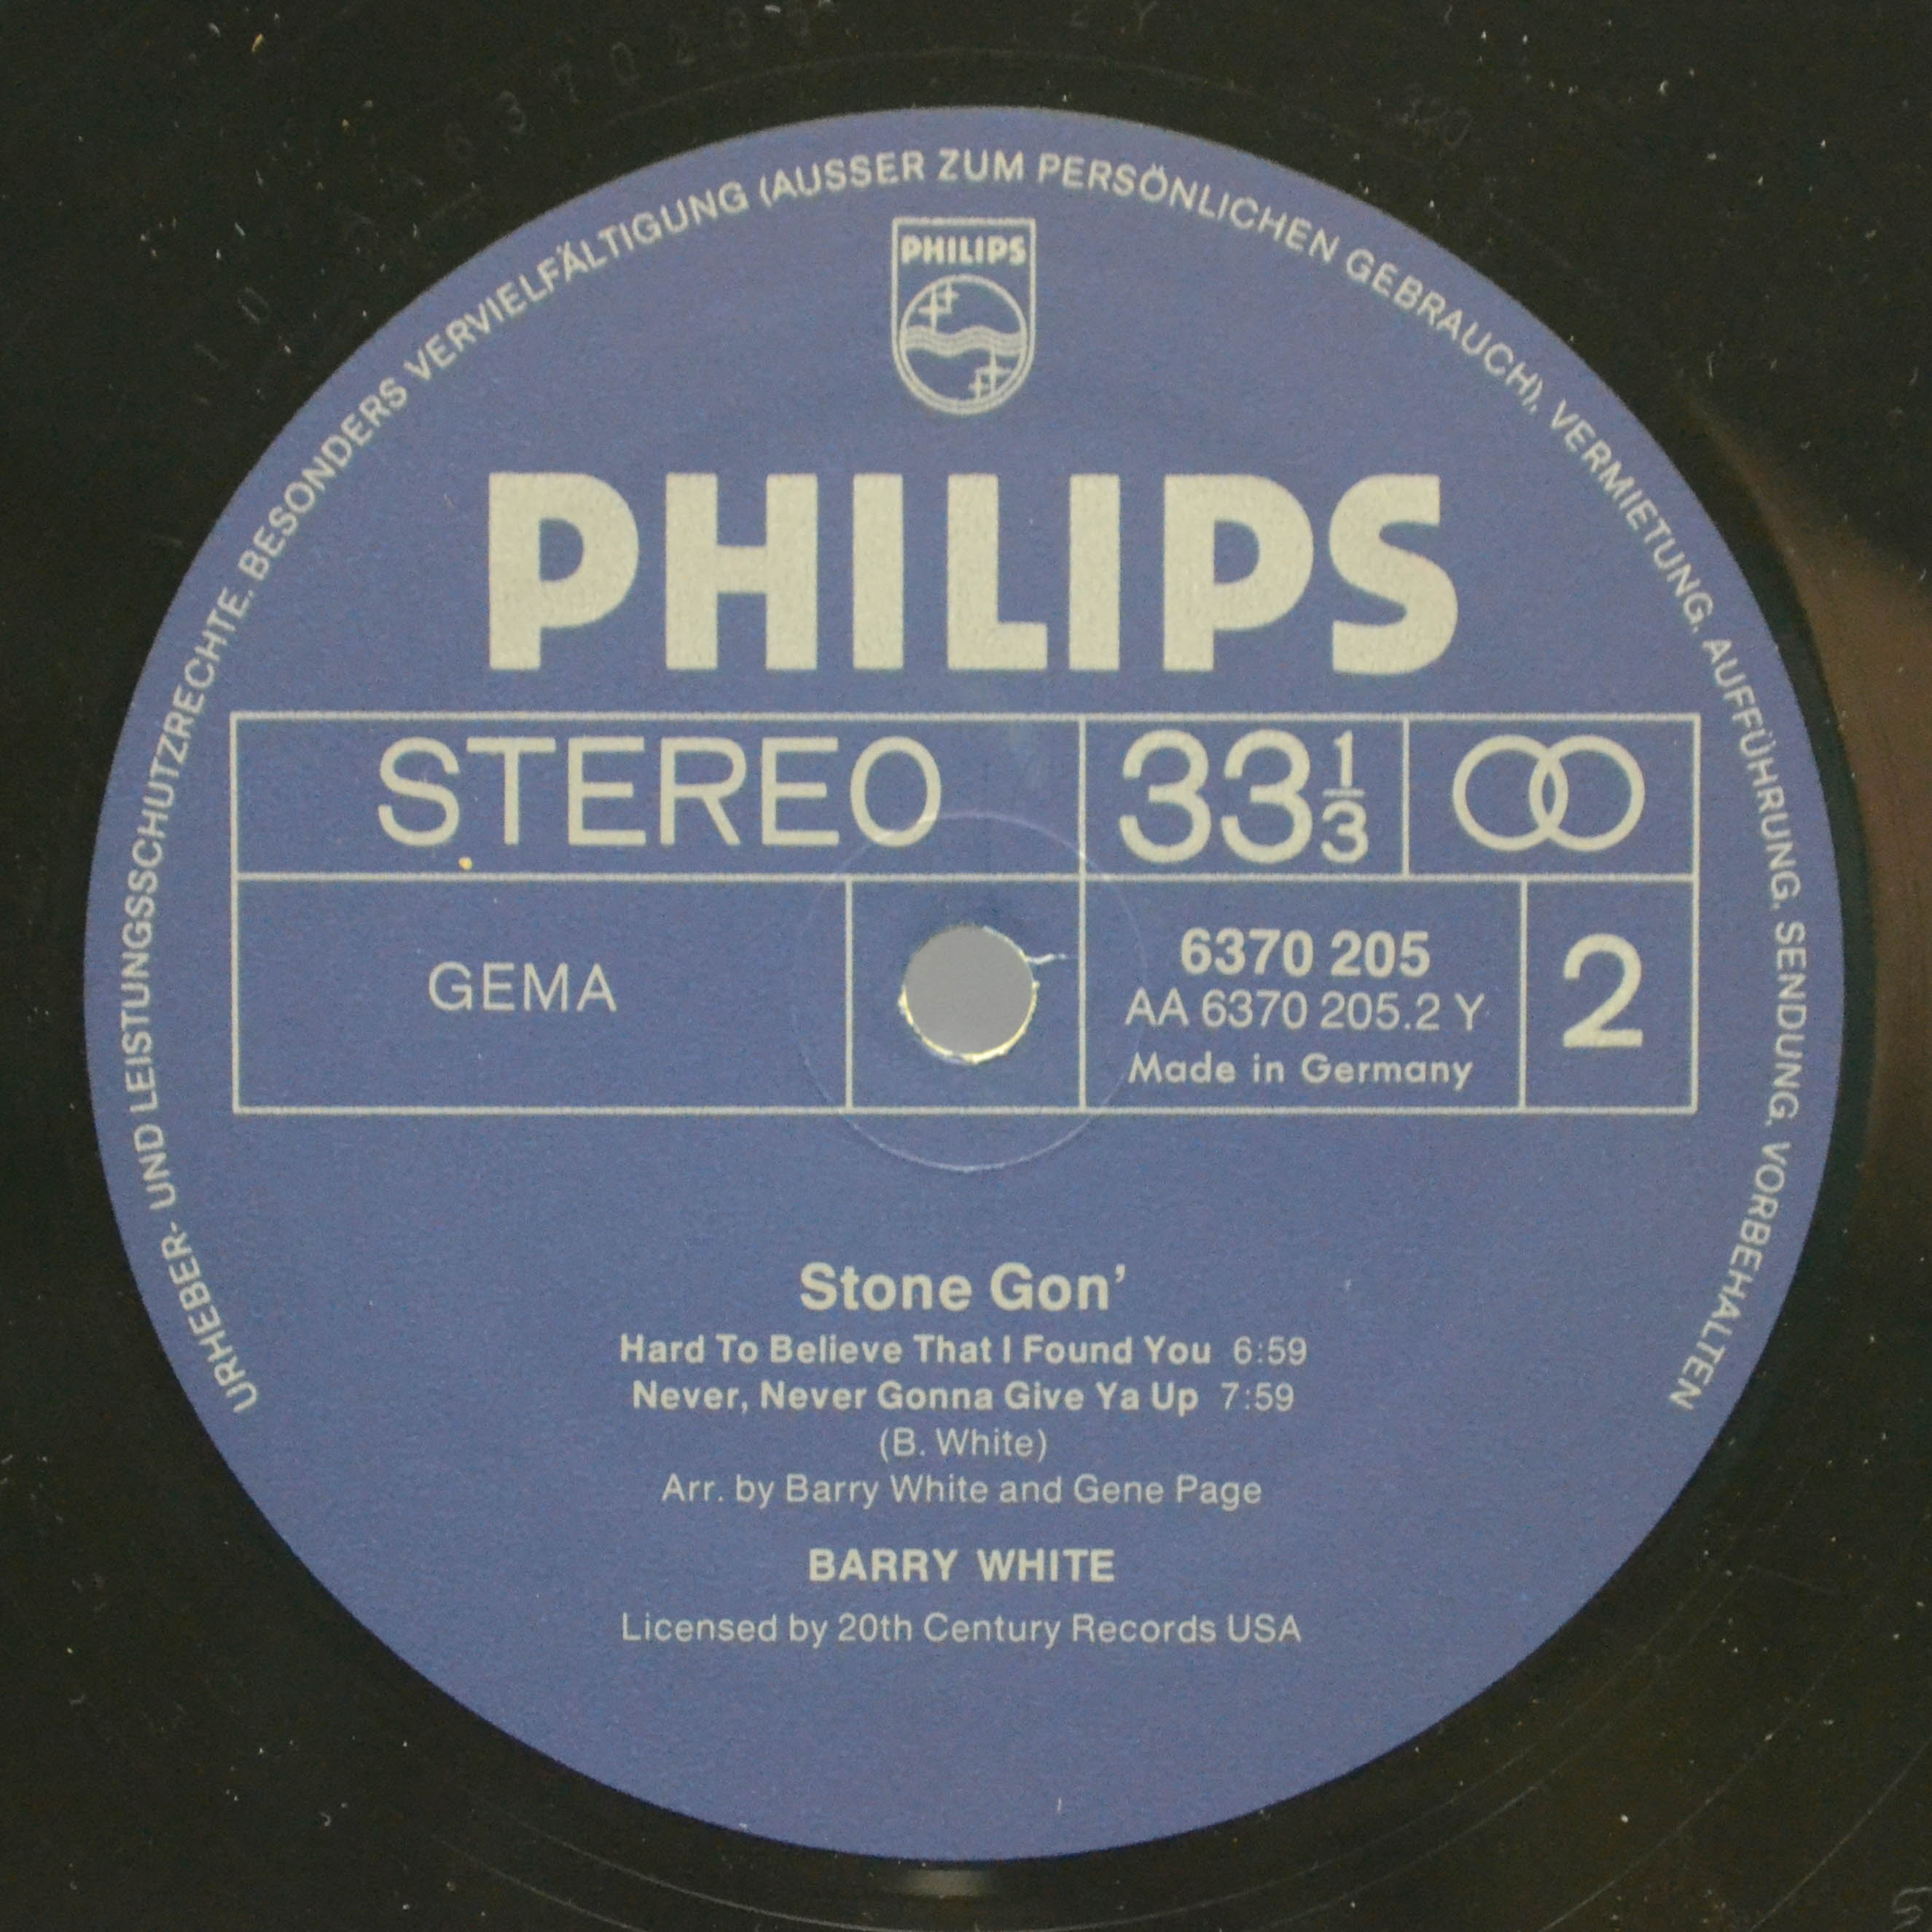 URHEBER- UND LEISTUNGSSCHUTZRECHTE, BESONDERS VERVIELFÄLTIGUNG (AUSSER ZUM PERSÖNLICHEN GEBRAUCH), VERMIETUNG, AUFFÜHRUNG, SENDUNG, VORBEHALTEN
PHILIPS
PHILIPS
STEREO
33 1/3
GEMA
6370 205
AA 6370 205.2 Y
Made in Germany
2
Stone Gon’
Hard To Believe That I Found You 6:59
Never, Never Gonna Give Ya Up 7:59
(B. White)
Arr. by Barry White and Gene Page
BARRY WHITE
Licensed by 20th Century Records USA